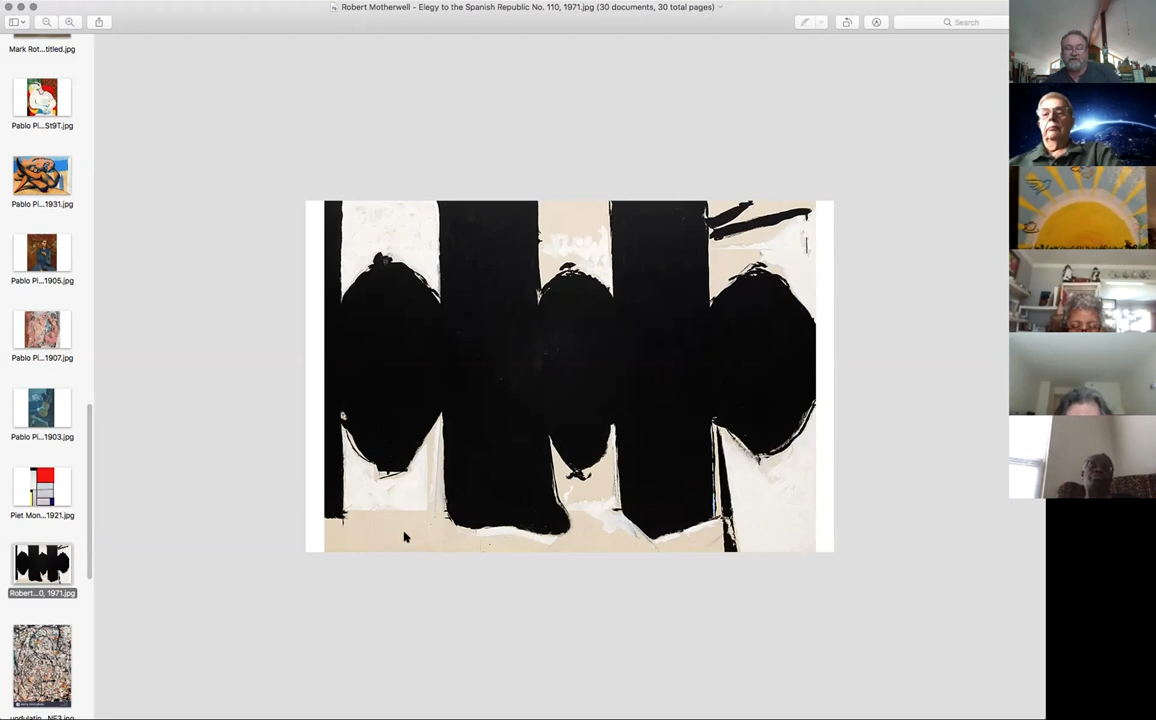 Robert Motherwell - Elegy to the Spanish Republic No. 110, 1971.jpg (30 documents, 30 total pages)
Search
Mark Rot...titled.jpg
Pablo Pi...St9T.jpg
Pablo Pi...1931.jpg
Pablo Pi...1905.jpg
Pablo Pi...1907.jpg
Pablo Pi...1903.jpg
Piet Mon...1921.jpg
Robert...0, 1971.jpg